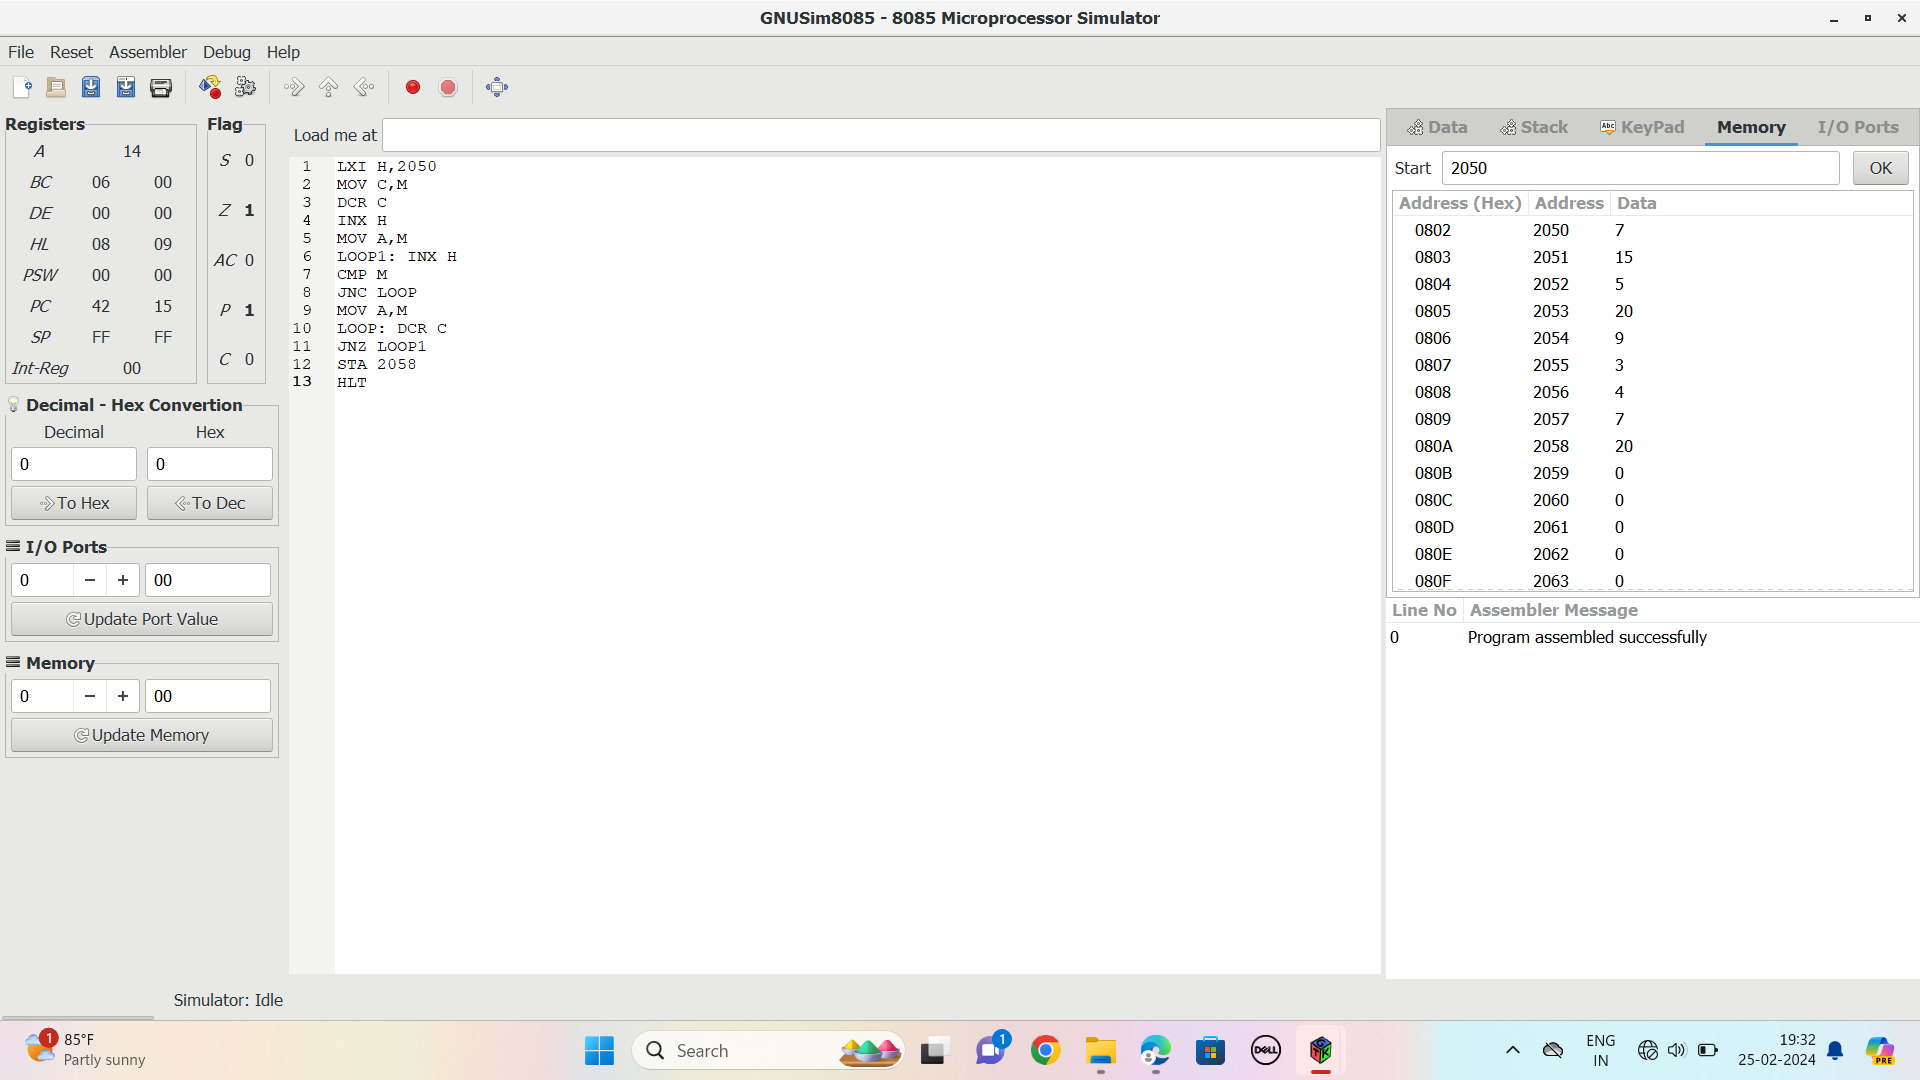 GNUSim8085 - 8085 Microprocessor Simulator
File Reset Assembler Debug Help
Registers
A 14
BC 06 00
DE 00 00
HL 08 09
PSW 00 00
PC 42 15
SP FF FF
Int-Reg 00
Flag
S 0
Z 1
AC 0
P 1
C 0
Decimal - Hex Convertion
Decimal Hex
0 0
To Hex To Dec
I/O Ports
0 − + 00
Update Port Value
Memory
0 − + 00
Update Memory
Load me at
1 LXI H,2050
2 MOV C,M
3 DCR C
4 INX H
5 MOV A,M
6 LOOP1: INX H
7 CMP M
8 JNC LOOP
9 MOV A,M
10 LOOP: DCR C
11 JNZ LOOP1
12 STA 2058
13 HLT
Data Stack Abc KeyPad Memory I/O Ports
Start 2050 OK
Address (Hex) Address Data
0802 2050 7
0803 2051 15
0804 2052 5
0805 2053 20
0806 2054 9
0807 2055 3
0808 2056 4
0809 2057 7
080A 2058 20
080B 2059 0
080C 2060 0
080D 2061 0
080E 2062 0
080F 2063 0
Line No Assembler Message
0 Program assembled successfully
Simulator: Idle
1 85°F
Partly sunny
Search
1
DELL
ENG
IN
19:32
25-02-2024
PRE